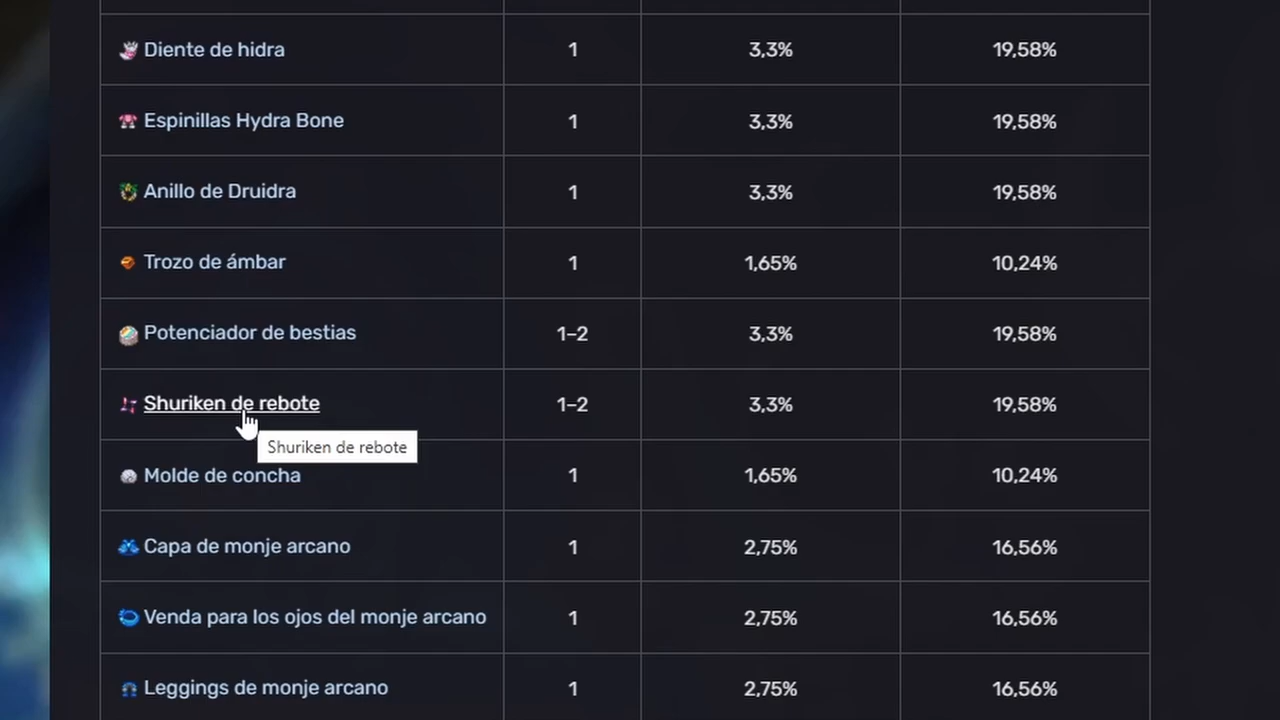 Diente de hidra 1 3,3% 19,58%
Espinillas Hydra Bone 1 3,3% 19,58%
Anillo de Druidra 1 3,3% 19,58%
Trozo de ámbar 1 1,65% 10,24%
Potenciador de bestias 1–2 3,3% 19,58%
Shuriken de rebote 1–2 3,3% 19,58%
Shuriken de rebote
Molde de concha 1 1,65% 10,24%
Capa de monje arcano 1 2,75% 16,56%
Venda para los ojos del monje arcano 1 2,75% 16,56%
Leggings de monje arcano 1 2,75% 16,56%